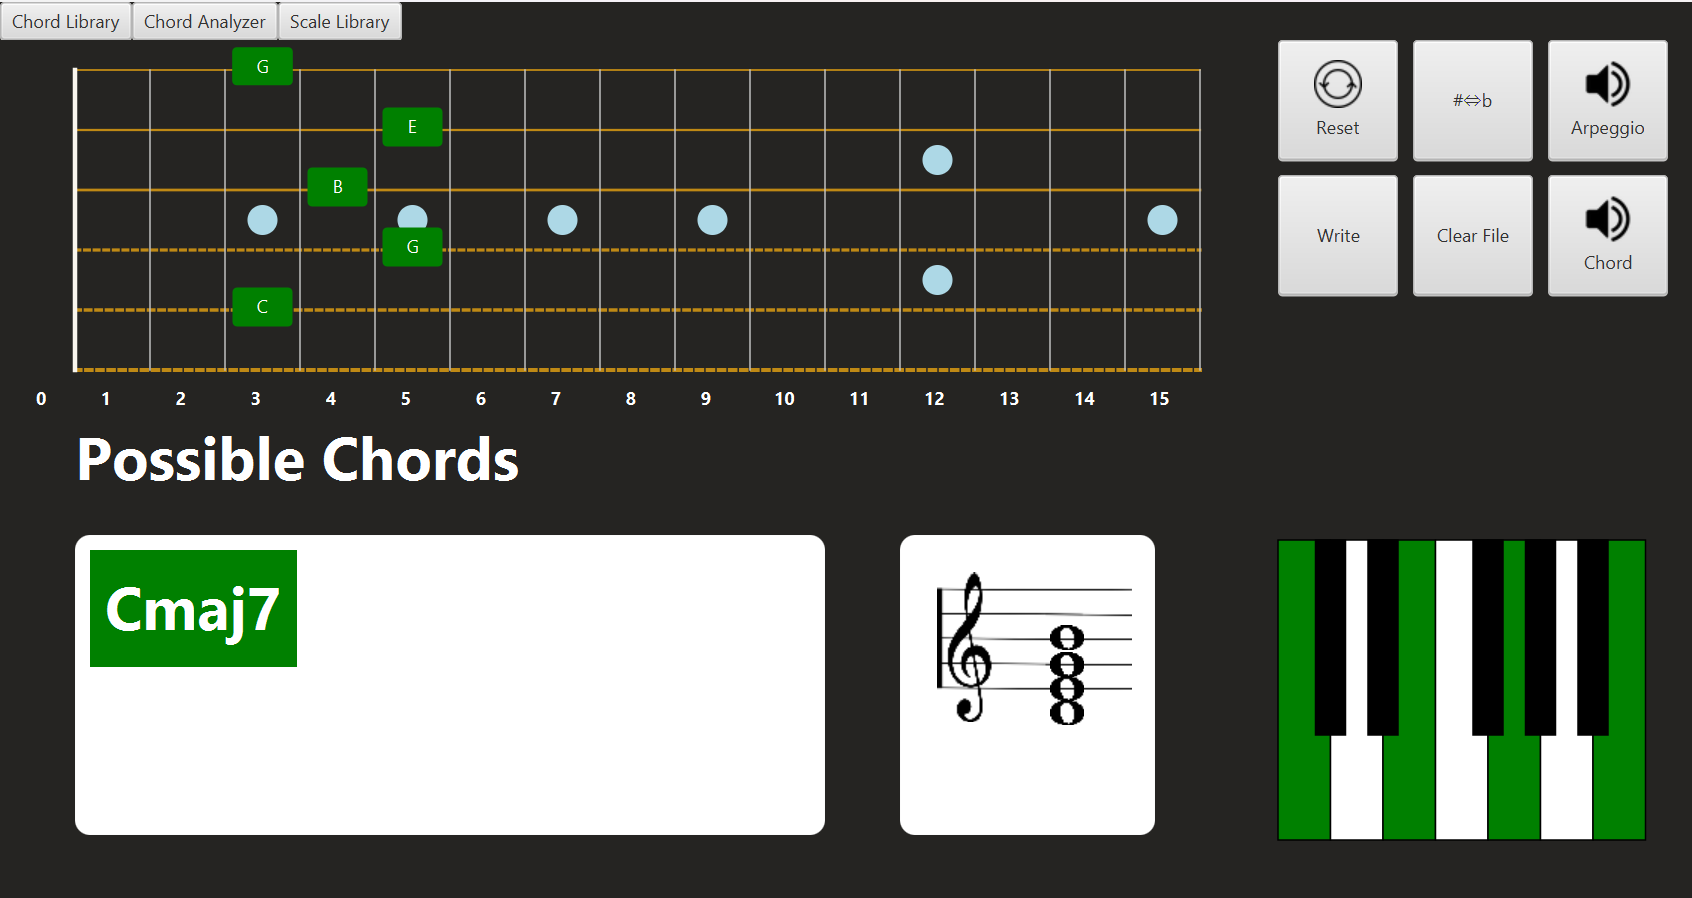 Chord Library
Chord Analyzer
Scale Library
G
E
B
G
C
0 1 2 3 4 5 6 7 8 9 10 11 12 13 14 15
Reset
#⇔b
Arpeggio
Write
Clear File
Chord
Possible Chords
Cmaj7